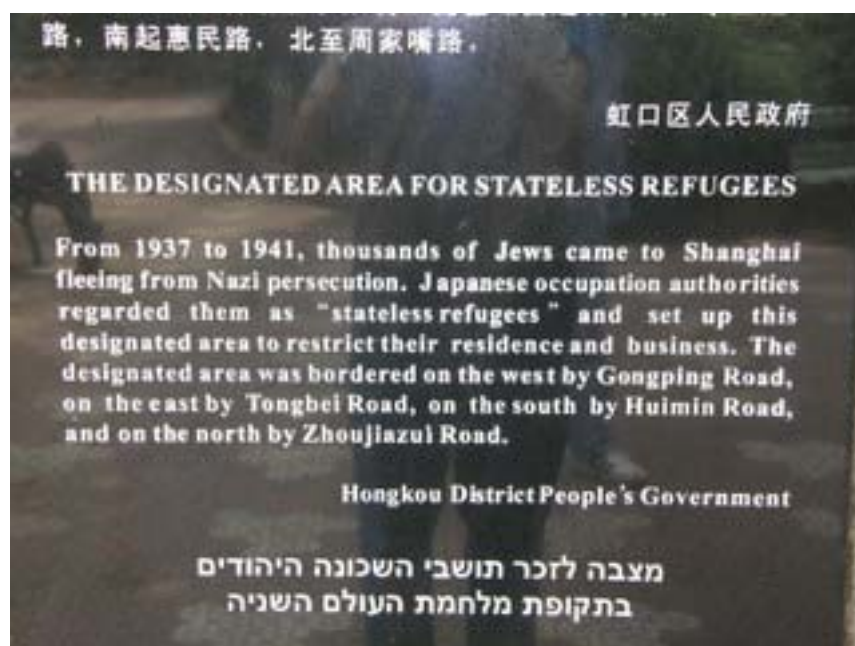 路，南起惠民路，北至周家嘴路，
虹口区人民政府
THE DESIGNATED AREA FOR STATELESS REFUGEES
From 1937 to 1941, thousands of Jews came to Shanghai
fleeing from Nazi persecution. Japanese occupation authorities
regarded them as "stateless refugees" and set up this
designated area to restrict their residence and business. The
designated area was bordered on the west by Gongping Road,
on the east by Tongbei Road, on the south by Huimin Road,
and on the north by Zhoujiazui Road.
Hongkou District People's Government
מצבה לזכר תושבי השכונה היהודים
בתקופת מלחמת העולם השניה